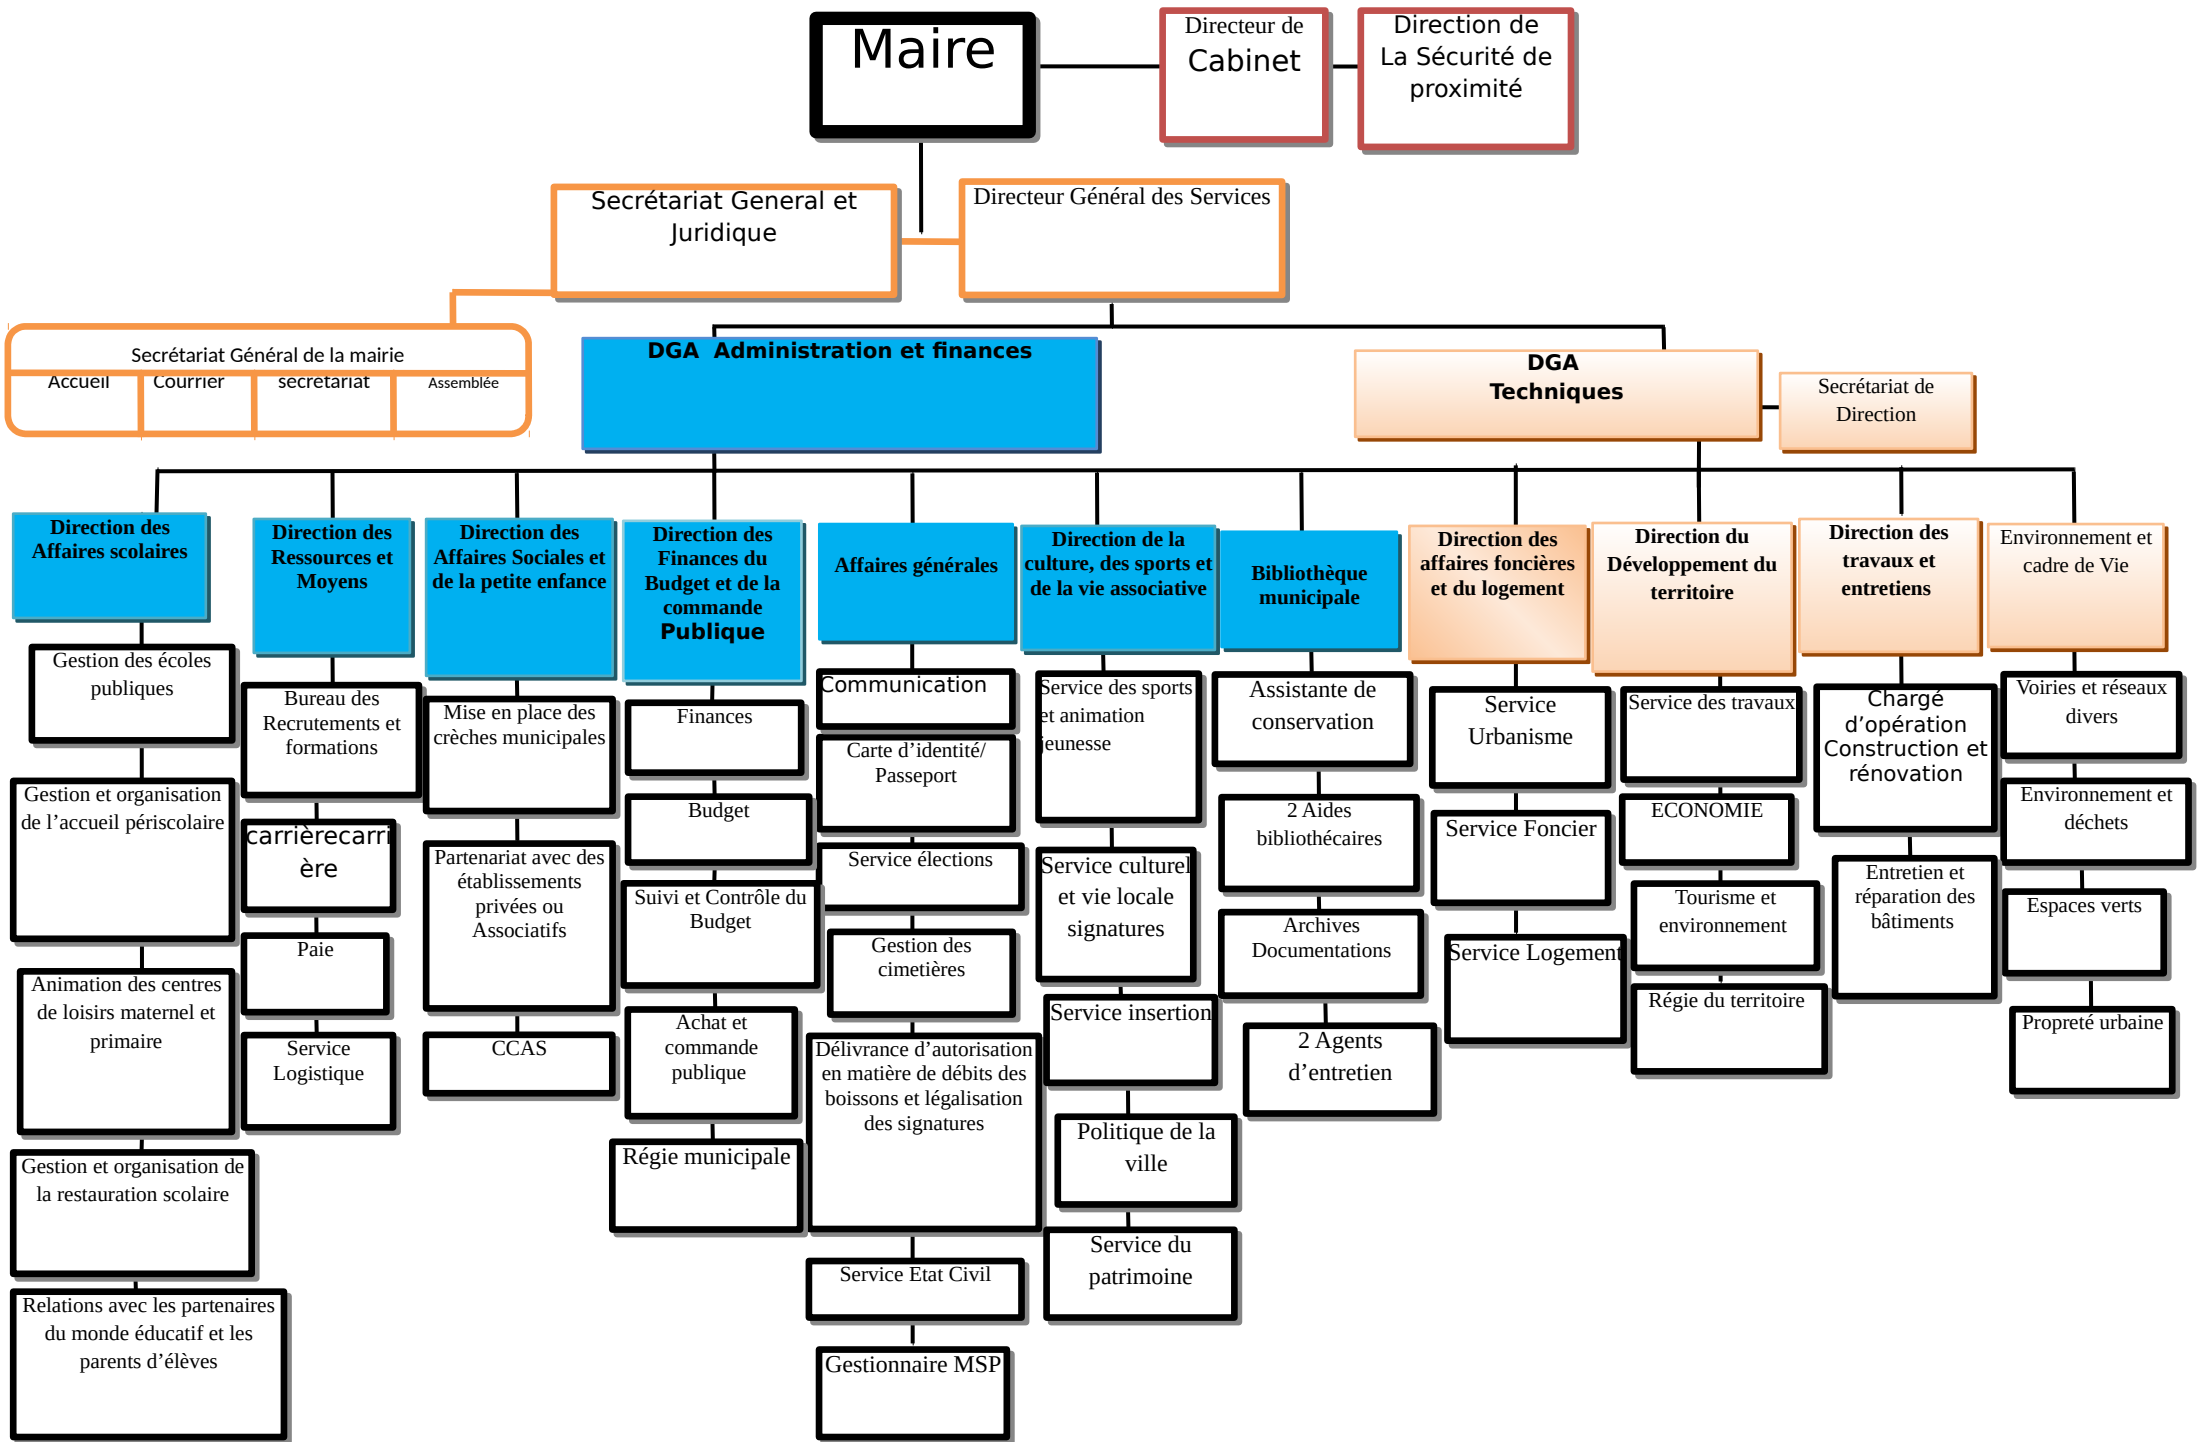 Maire
Directeur de
Cabinet
Direction de
La Sécurité de
proximité
Secrétariat General et
Juridique
Directeur Général des Services
Secrétariat Général de la mairie
Accueil
Courrier
secrétariat
Assemblée
DGA  Administration et finances
DGA
Techniques
Secrétariat de
Direction
Direction des
Affaires scolaires
Direction des
Ressources et
Moyens
Direction des
Affaires Sociales et
de la petite enfance
Direction des
Finances du
Budget et de la
commande
Publique
Affaires générales
Direction de la
culture, des sports et
de la vie associative
Bibliothèque
municipale
Direction des
affaires foncières
et du logement
Direction du
Développement du
territoire
Direction des
travaux et
entretiens
Environnement et
cadre de Vie
Gestion des écoles
publiques
Gestion et organisation
de l’accueil périscolaire
Animation des centres
de loisirs maternel et
primaire
Gestion et organisation de
la restauration scolaire
Relations avec les partenaires
du monde éducatif et les
parents d’élèves
Bureau des
Recrutements et
formations
carrièrecarri
ère
Paie
Service
Logistique
Mise en place des
crèches municipales
Partenariat avec des
établissements
privées ou
Associatifs
CCAS
Finances
Budget
Suivi et Contrôle du
Budget
Achat et
commande
publique
Régie municipale
Communication
Carte d’identité/
Passeport
Service élections
Gestion des
cimetières
Délivrance d’autorisation
en matière de débits des
boissons et légalisation
des signatures
Service Etat Civil
Gestionnaire MSP
Service des sports
et animation
jeunesse
Service culturel
et vie locale
signatures
Service insertion
Politique de la
ville
Service du
patrimoine
Assistante de
conservation
2 Aides
bibliothécaires
Archives
Documentations
2 Agents
d’entretien
Service
Urbanisme
Service Foncier
Service Logement
Service des travaux
ECONOMIE
Tourisme et
environnement
Régie du territoire
Chargé
d’opération
Construction et
rénovation
Entretien et
réparation des
bâtiments
Voiries et réseaux
divers
Environnement et
déchets
Espaces verts
Propreté urbaine